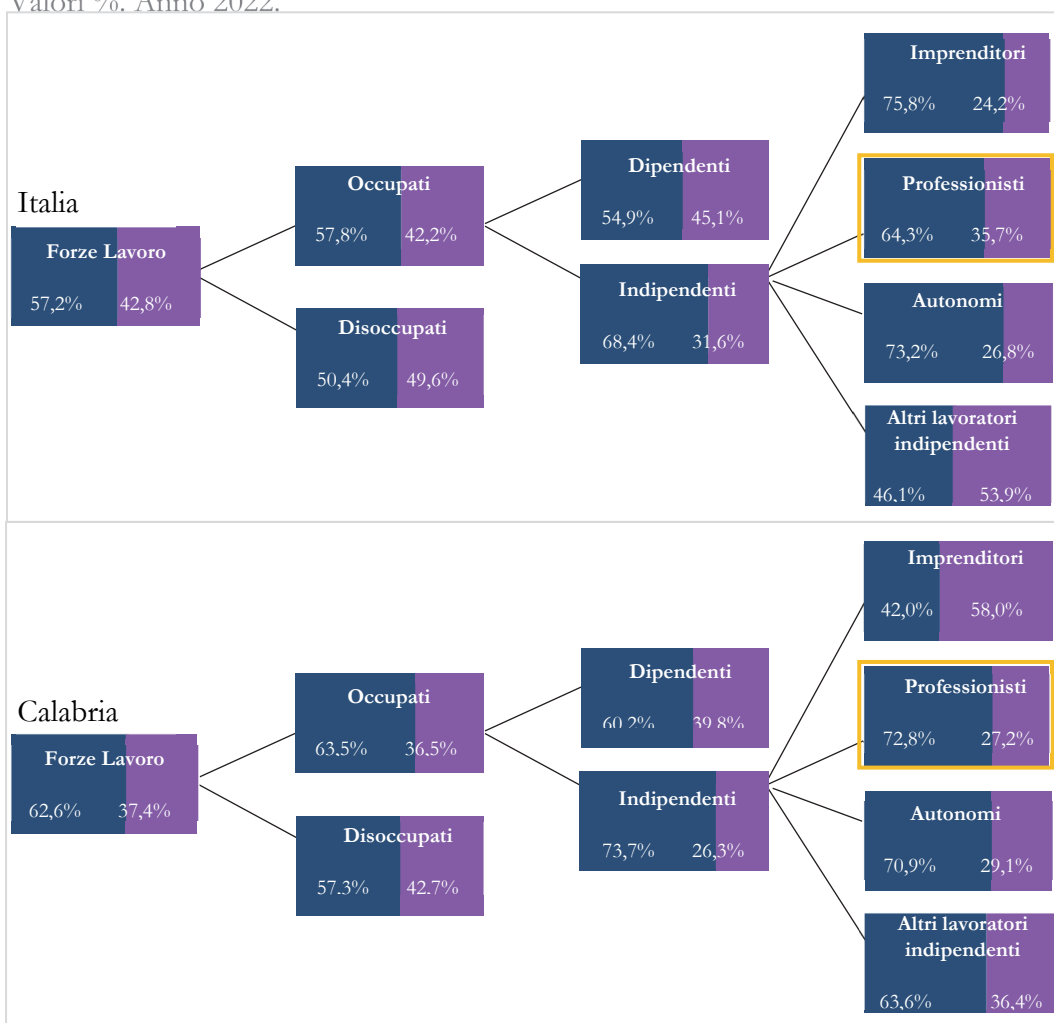 Valori %. Anno 2022.
Italia
Forze Lavoro
57,2% 42,8%
Occupati
57,8% 42,2%
Disoccupati
50,4% 49,6%
Dipendenti
54,9% 45,1%
Indipendenti
68,4% 31,6%
Imprenditori
75,8% 24,2%
Professionisti
64,3% 35,7%
Autonomi
73,2% 26,8%
Altri lavoratori
indipendenti
46,1% 53,9%
Calabria
Forze Lavoro
62,6% 37,4%
Occupati
63,5% 36,5%
Disoccupati
57,3% 42,7%
Dipendenti
60,2% 39,8%
Indipendenti
73,7% 26,3%
Imprenditori
42,0% 58,0%
Professionisti
72,8% 27,2%
Autonomi
70,9% 29,1%
Altri lavoratori
indipendenti
63,6% 36,4%